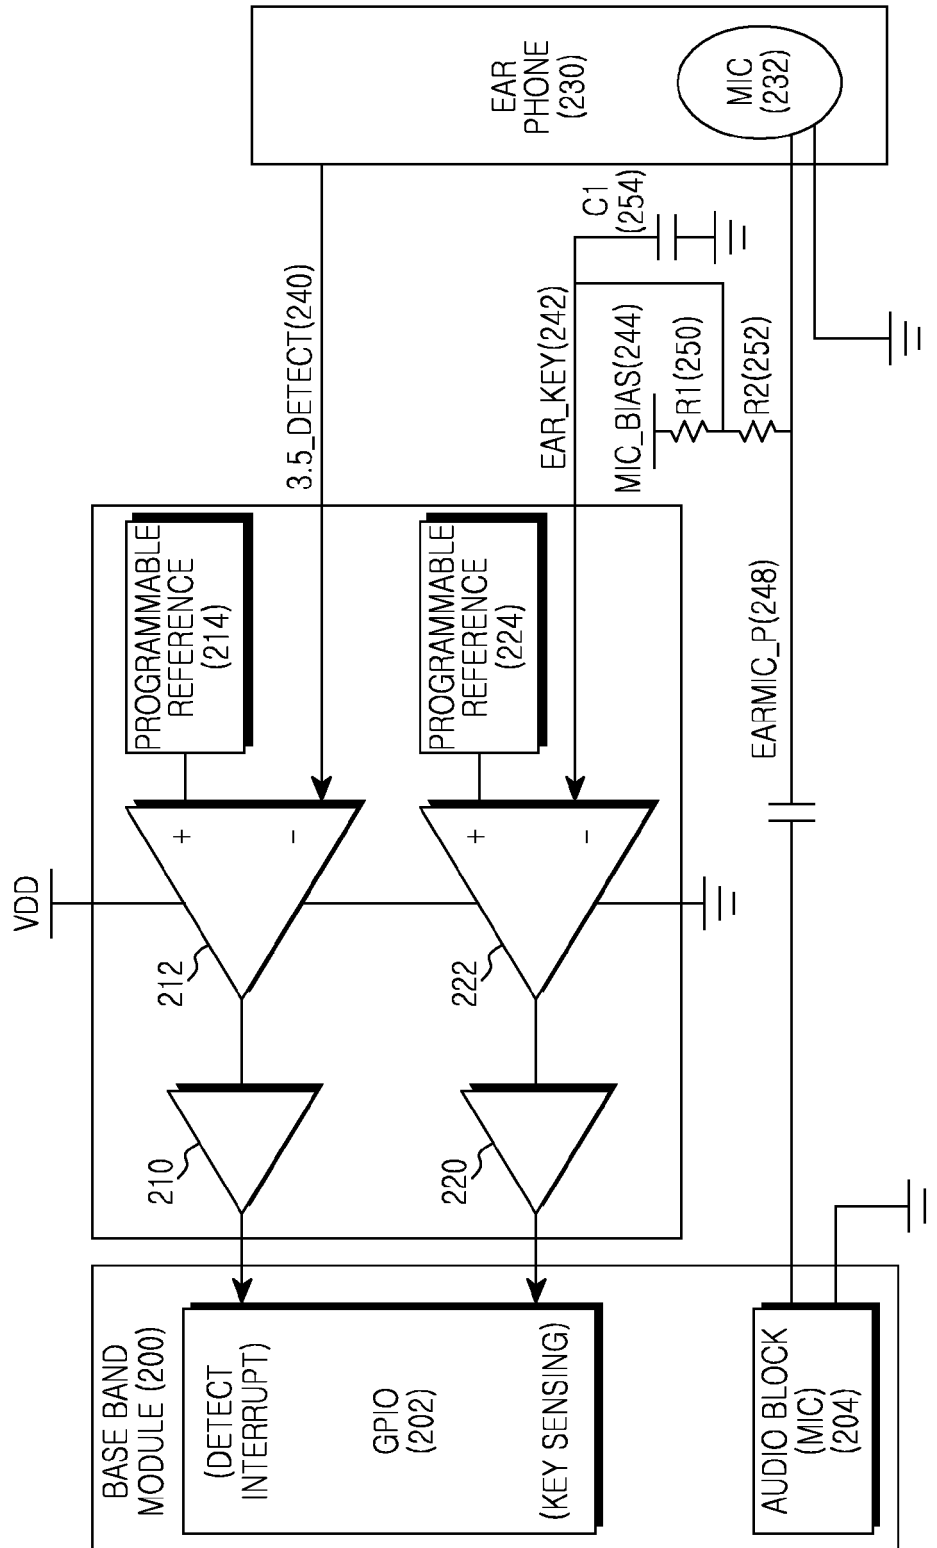 BASE BAND
MODULE (200)
(DETECT
INTERRUPT)
GPIO
(202)
(KEY SENSING)
AUDIO BLOCK
(MIC)
(204)
210
220
VDD
212
+
-
222
+
-
PROGRAMMABLE
REFERENCE
(214)
PROGRAMMABLE
REFERENCE
(224)
3.5_DETECT(240)
EAR_KEY(242)
MIC_BIAS(244)
R1(250)
R2(252)
EARMIC_P(248)
C1
(254)
EAR
PHONE
(230)
MIC
(232)